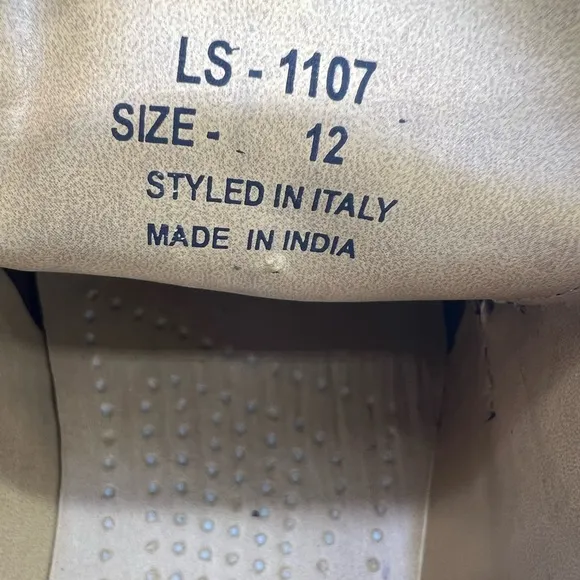 LS - 1107
SIZE - 12
STYLED IN ITALY
MADE IN INDIA